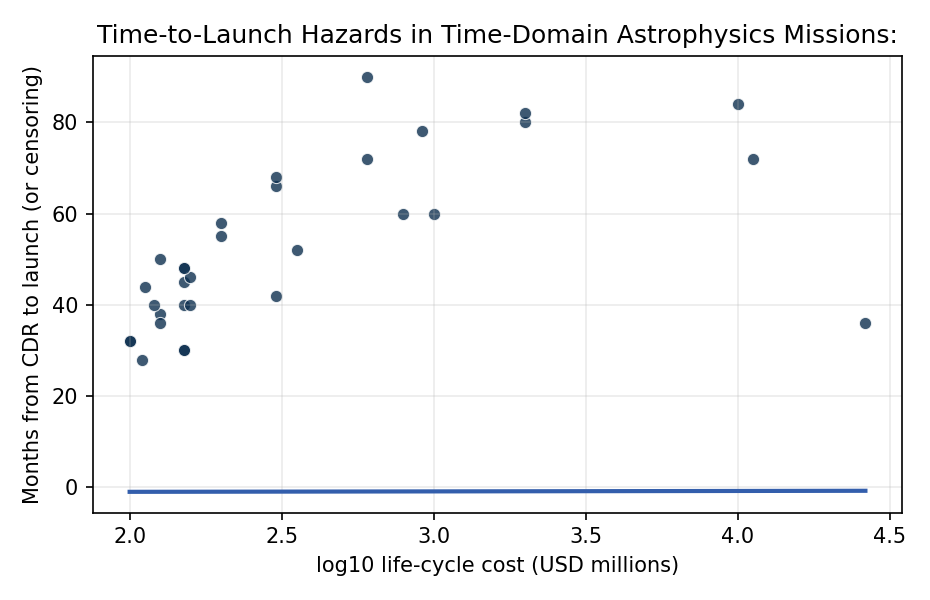 Time-to-Launch Hazards in Time-Domain Astrophysics Missions:
Months from CDR to launch (or censoring)
80
60
40
20
0
2.0 2.5 3.0 3.5 4.0 4.5
log10 life-cycle cost (USD millions)